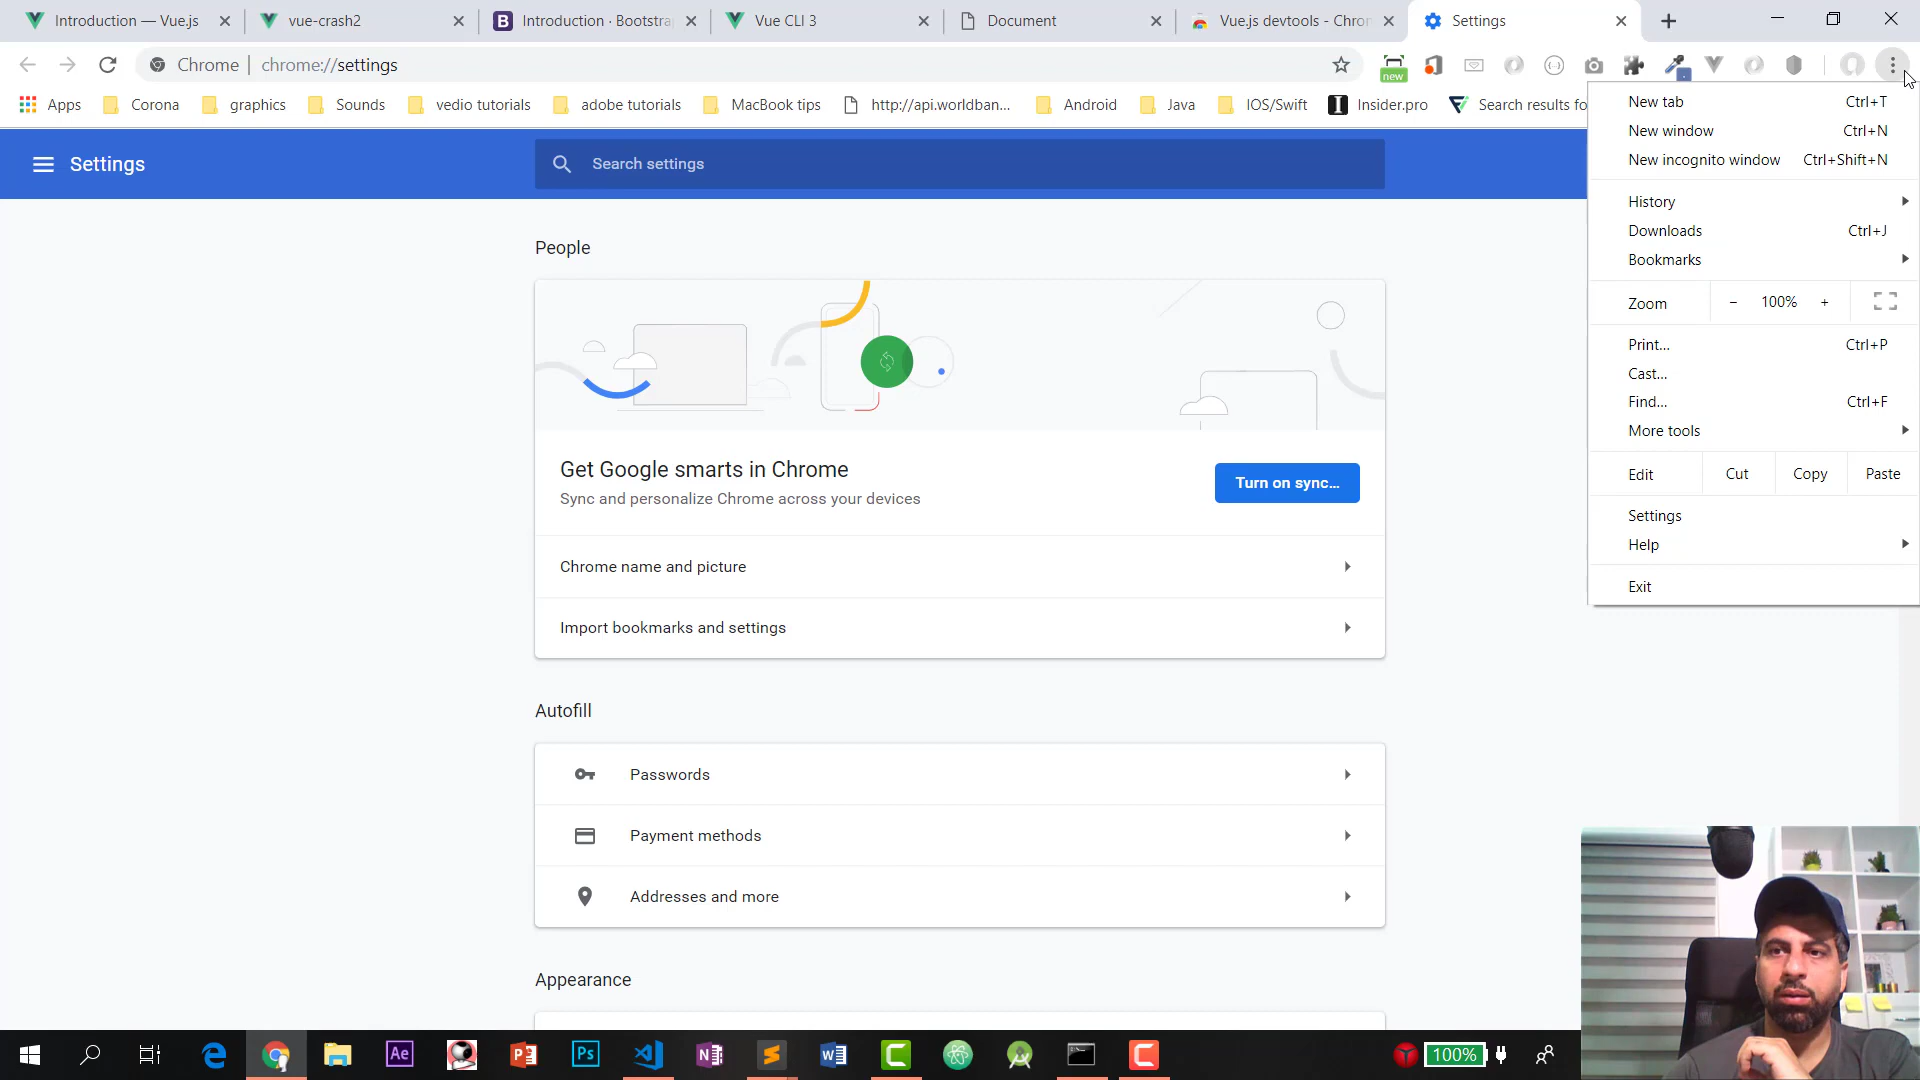 Introduction — Vue.js
vue-crash2
Introduction · Bootstra
Vue CLI 3
Document
Vue.js devtools - Chron
Settings
Chrome | chrome://settings
new
Apps
Corona
graphics
Sounds
vedio tutorials
adobe tutorials
MacBook tips
http://api.worldban...
Android
Java
IOS/Swift
Insider.pro
Search results fo
Settings
Search settings
New tab Ctrl+T
New window Ctrl+N
New incognito window Ctrl+Shift+N
History
Downloads Ctrl+J
Bookmarks
Zoom - 100% +
Print... Ctrl+P
Cast...
Find... Ctrl+F
More tools
Edit Cut Copy Paste
Settings
Help
Exit
People
Get Google smarts in Chrome
Sync and personalize Chrome across your devices
Turn on sync...
Chrome name and picture
Import bookmarks and settings
Autofill
Passwords
Payment methods
Addresses and more
Appearance
100%